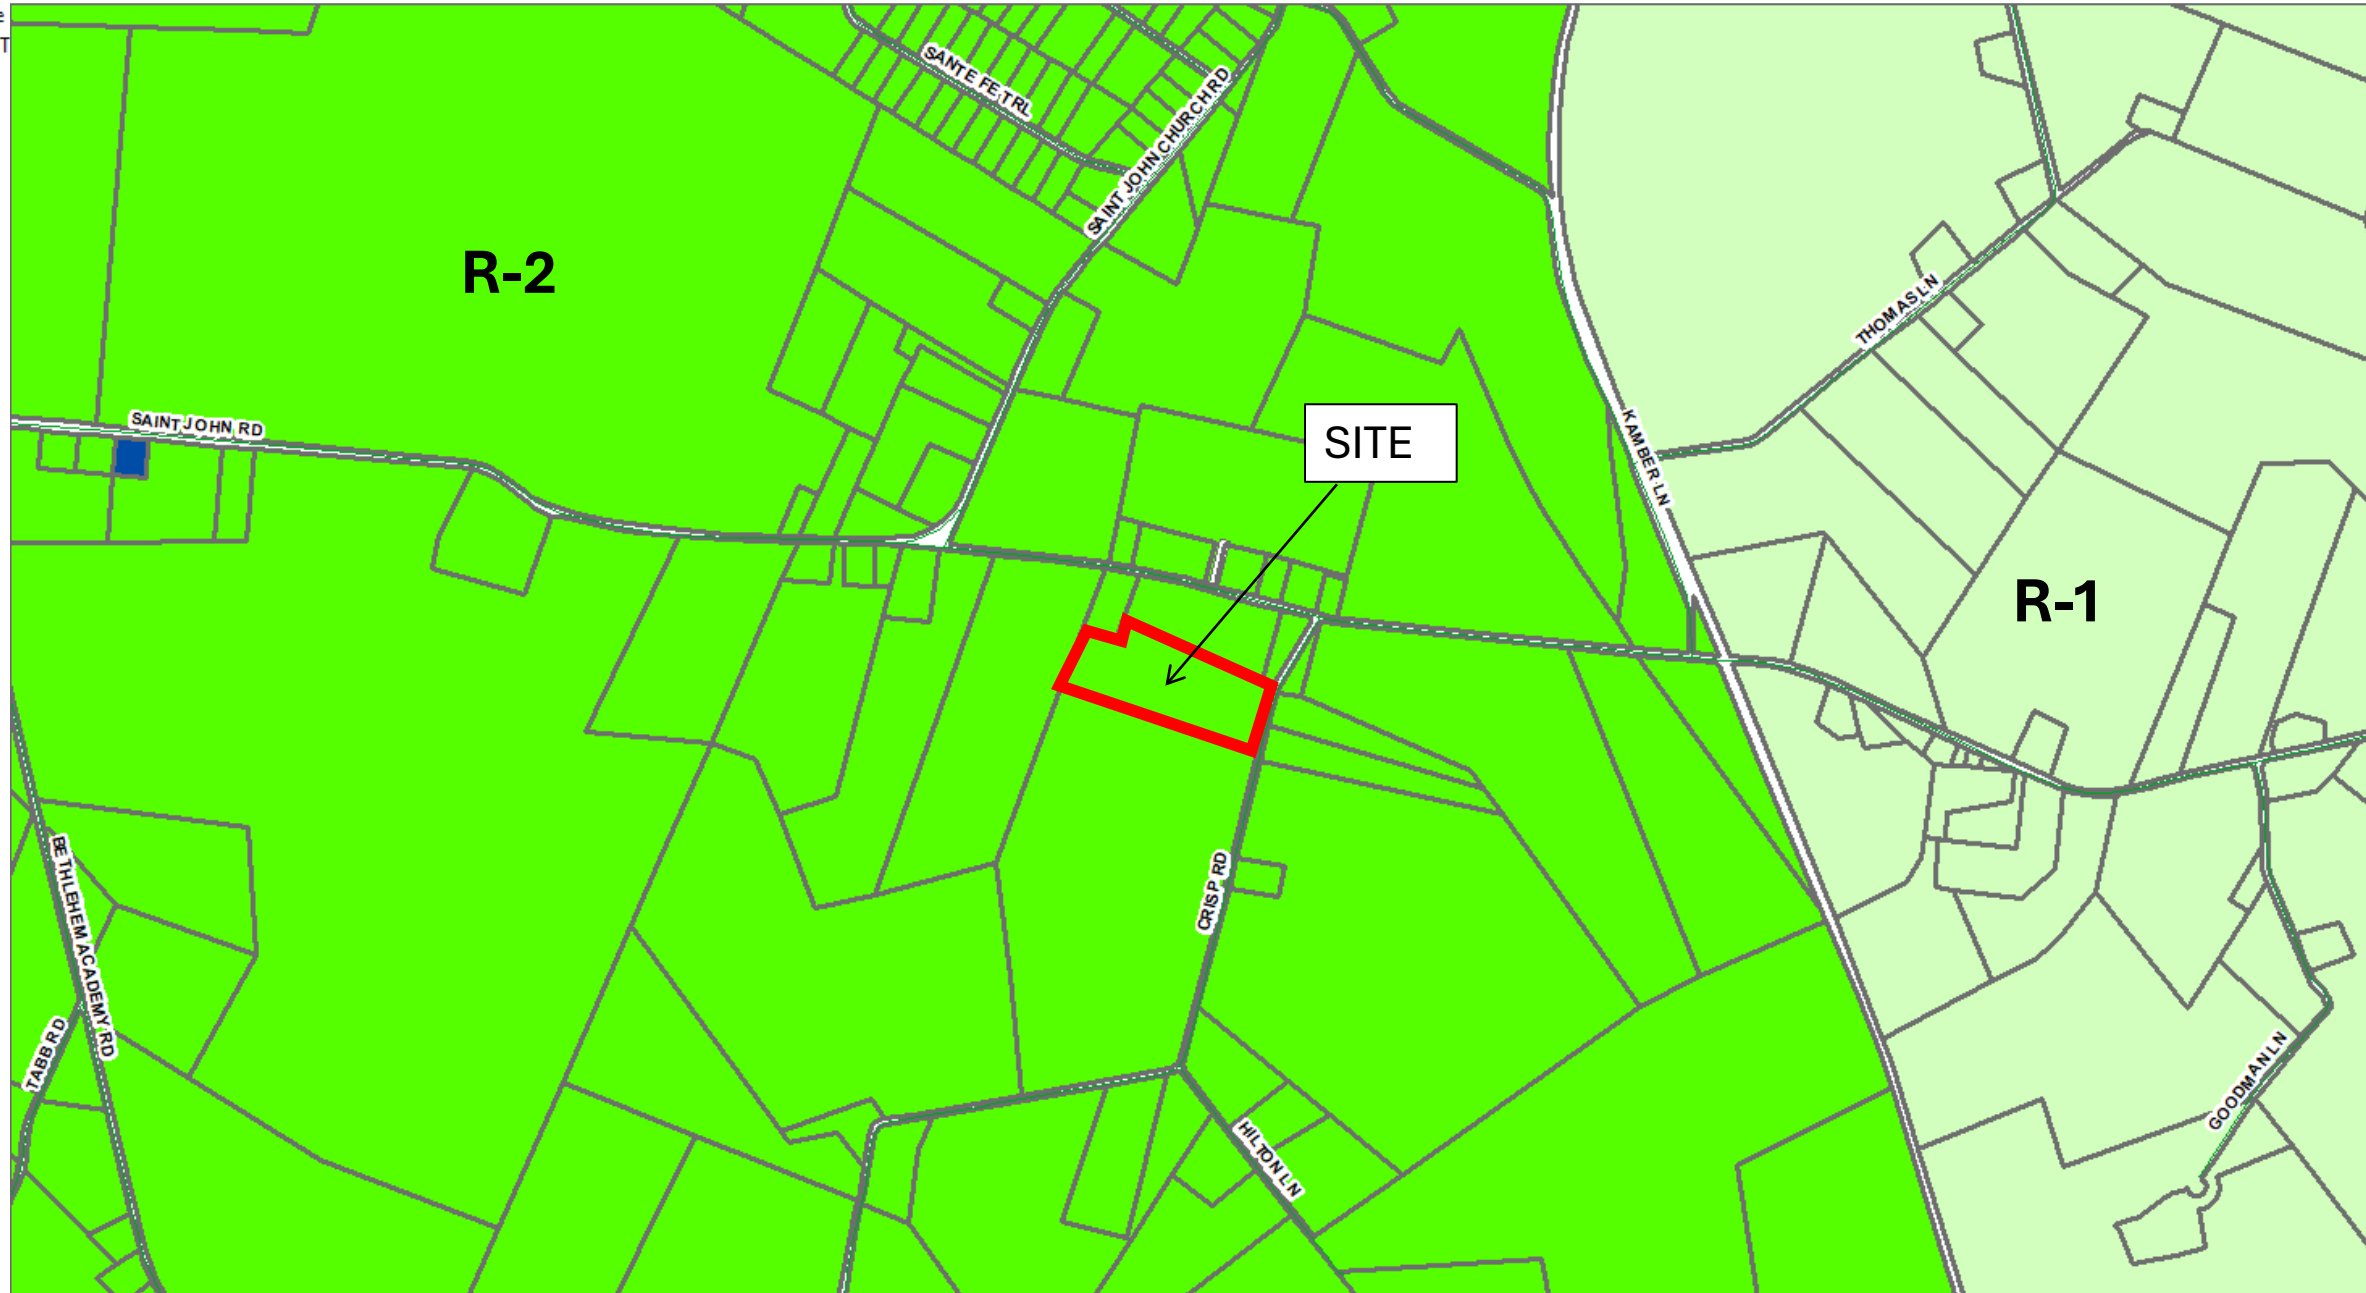 SANTE FE TRL
SAINT JOHN CHURCH RD
R-2
THOMAS LN
SAINT JOHN RD
SITE
KAMBER LN
R-1
BETHLEHEM ACADEMY RD
CRISP RD
TABB RD
GOODMAN LN
HILTON LN